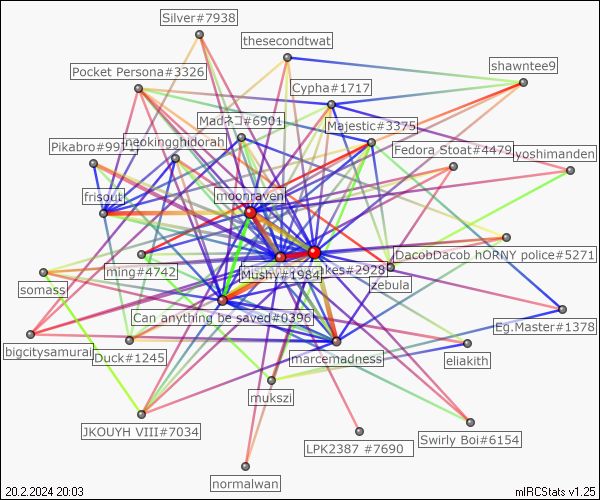 Silver#7938
thesecondtwat
shawntee9
Pocket Persona#3326
Cypha#1717
Madネコ#6901
Majestic#3375
Pikabro#991
neokingghidorah
Fedora Stoat#4479
yoshimanden
frisout
moonraven
DacobDacob hORNY police#5271
ming#4742
Mushy#1984
akes#2928
zebula
somass
Can anything be saved#0396
Eg.Master#1378
bigcitysamurai
Duck#1245
marcemadness
eliakith
mukszi
JKOUYH VIII#7034
LPK2387 #7690
Swirly Boi#6154
normalwan
20.2.2024 20:03
mIRCStats v1.25